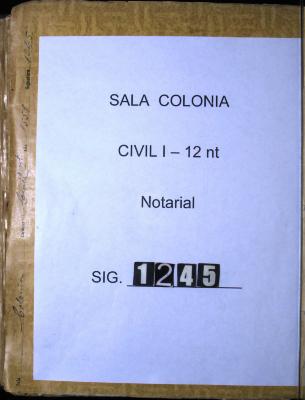 SALA COLONIA
CIVIL I – 12 nt
Notarial
SIG. 1245